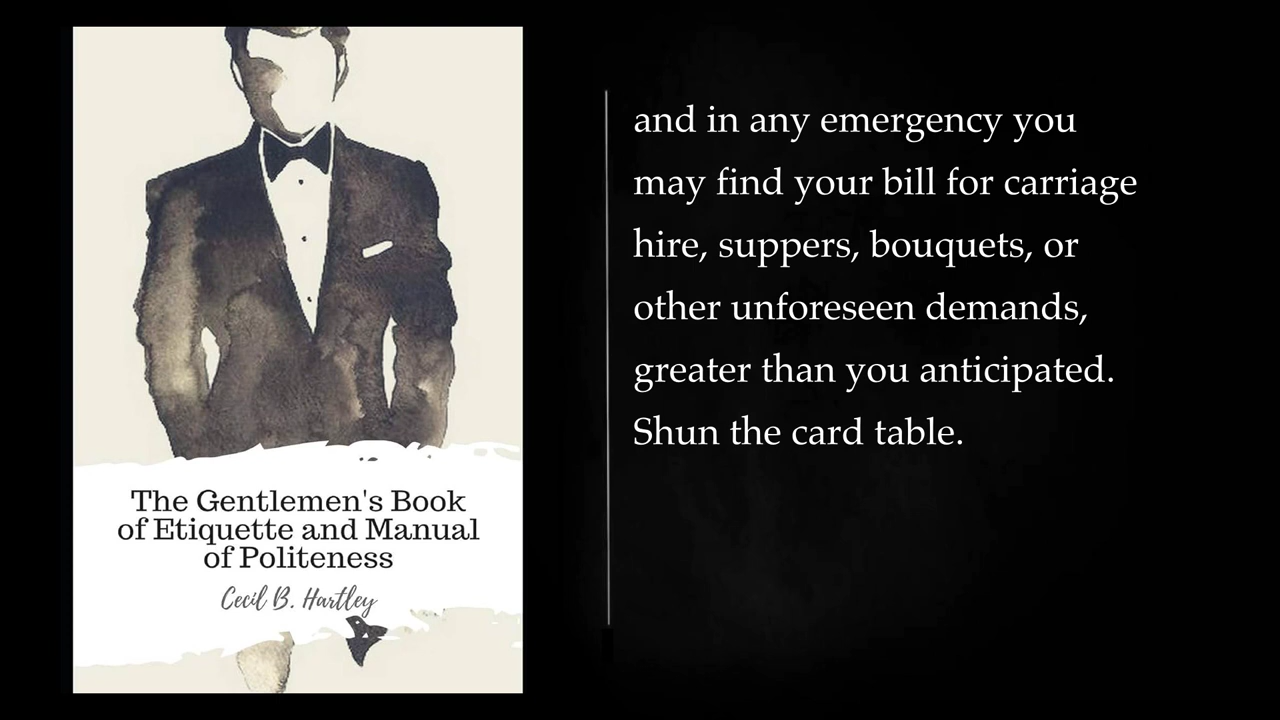 The Gentlemen's Book
of Etiquette and Manual
of Politeness
Cecil B. Hartley
and in any emergency you
may find your bill for carriage
hire, suppers, bouquets, or
other unforeseen demands,
greater than you anticipated.
Shun the card table.